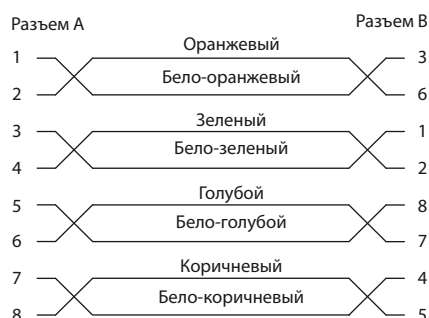 Разъем A Разъем B
Оранжевый
1 3
Бело-оранжевый
2 6
Зеленый
3 1
Бело-зеленый
4 2
Голубой
5 8
Бело-голубой
6 7
Коричневый
7 4
Бело-коричневый
8 5